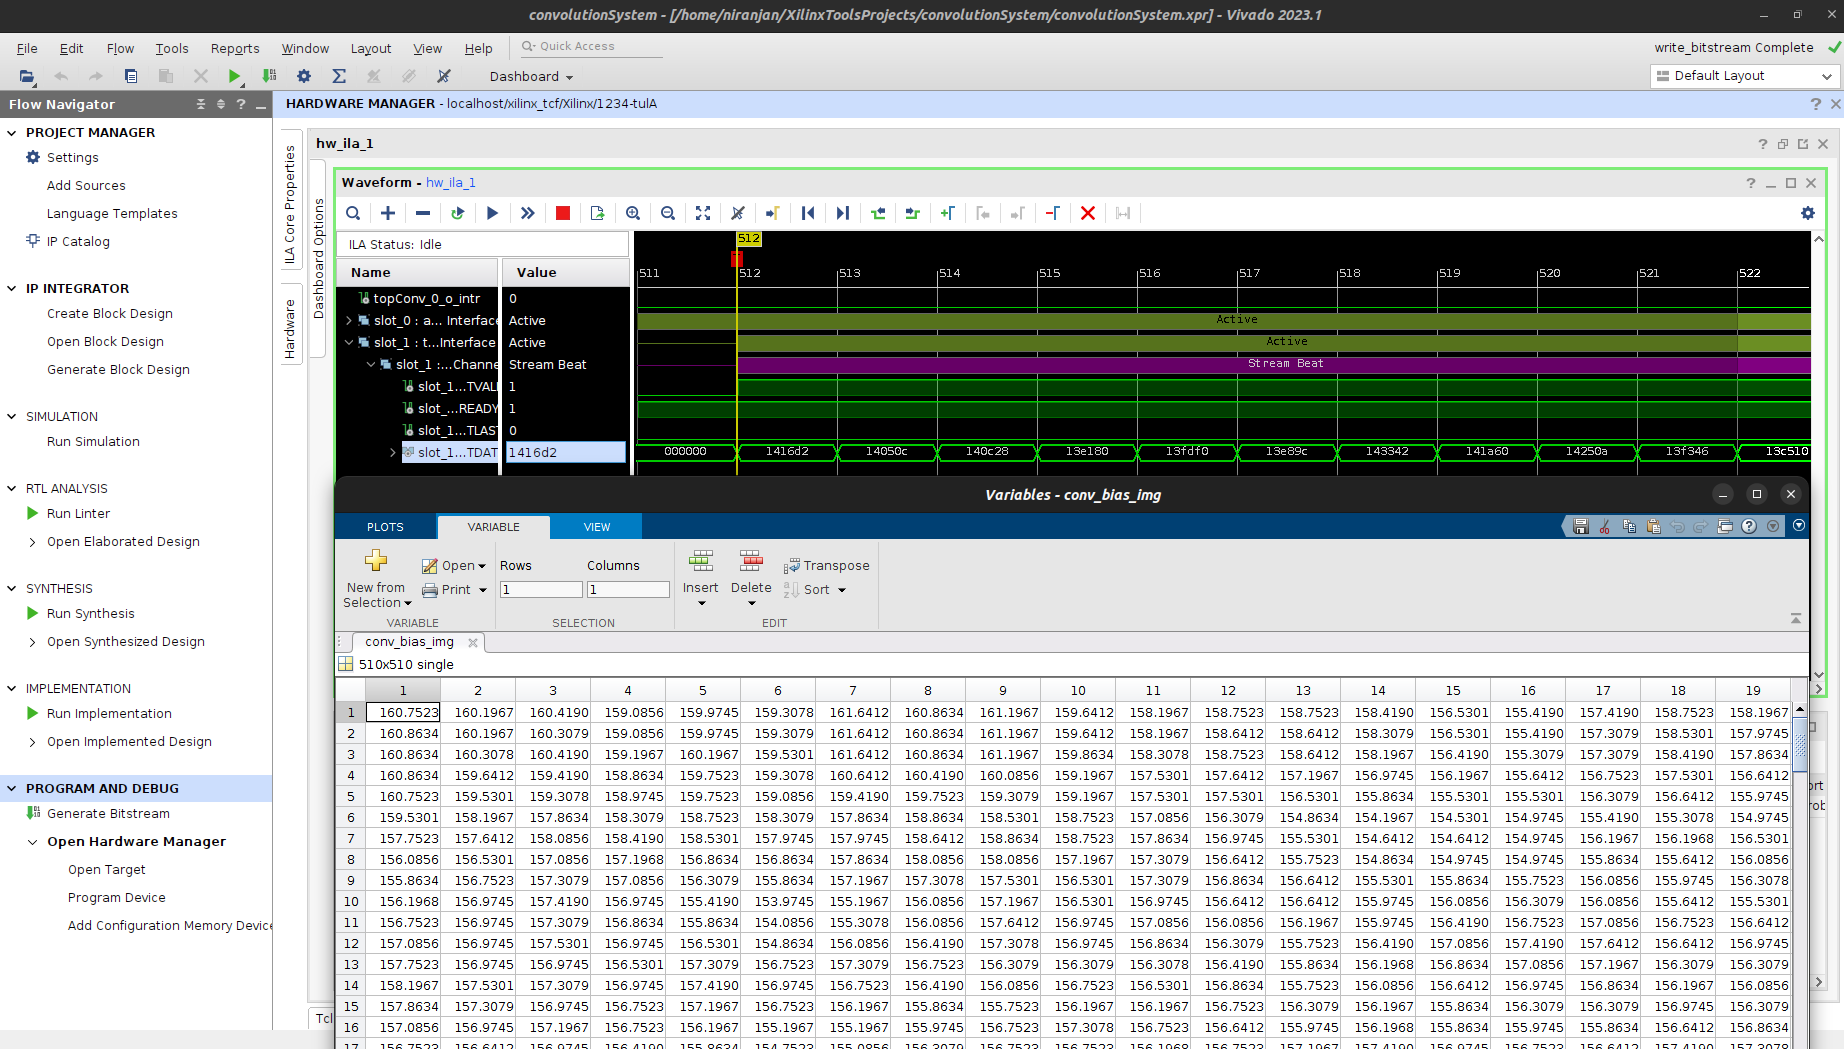 convolutionSystem - [/home/niranjan/XilinxToolsProjects/convolutionSystem/convolutionSystem.xpr] - Vivado 2023.1
File Edit Flow Tools Reports Window Layout View Help Quick Access
write_bitstream Complete
Dashboard
Default Layout
Flow Navigator
HARDWARE MANAGER - localhost/xilinx_tcf/Xilinx/1234-tulA
PROJECT MANAGER
Settings
Add Sources
Language Templates
IP Catalog
IP INTEGRATOR
Create Block Design
Open Block Design
Generate Block Design
SIMULATION
Run Simulation
RTL ANALYSIS
Run Linter
Open Elaborated Design
SYNTHESIS
Run Synthesis
Open Synthesized Design
IMPLEMENTATION
Run Implementation
Open Implemented Design
PROGRAM AND DEBUG
Generate Bitstream
Open Hardware Manager
Open Target
Program Device
Add Configuration Memory Device
ILA Core Properties
Hardware
Dashboard Options
hw_ila_1
Waveform - hw_ila_1
ILA Status: Idle
512
Name Value
511 512 513 514 515 516 517 518 519 520 521 522
topConv_0_o_intr 0
slot_0 : a... Interface Active Active
slot_1 : t...Interface Active Active
slot_1 :...Channe Stream Beat Stream Beat
slot_1...TVALI 1
slot_...READY 1
slot_1...TLAS 0
slot_1...TDAT 1416d2
000000 1416d2 14050c 140c28 13e180 13fdf0 13e89c 143342 141a60 14250a 13f346 13c510
Variables - conv_bias_img
PLOTS VARIABLE VIEW
New from Selection
Open
Print
Rows Columns
1 1
Insert Delete
Transpose
Sort
VARIABLE SELECTION EDIT
conv_bias_img
510x510 single
1 2 3 4 5 6 7 8 9 10 11 12 13 14 15 16 17 18 19
1 160.7523 160.1967 160.4190 159.0856 159.9745 159.3078 161.6412 160.8634 161.1967 159.6412 158.1967 158.7523 158.7523 158.4190 156.5301 155.4190 157.4190 158.7523 158.1967
2 160.8634 160.1967 160.3079 159.0856 159.9745 159.3079 161.6412 160.8634 161.1967 159.6412 158.1967 158.6412 158.6412 158.3079 156.5301 155.4190 157.3079 158.5301 157.9745
3 160.8634 160.3078 160.4190 159.1967 160.1967 159.5301 161.6412 160.8634 161.1967 159.8634 158.3078 158.7523 158.6412 158.1967 156.4190 155.3079 157.3079 158.4190 157.8634
4 160.8634 159.6412 159.4190 158.8634 159.7523 159.3078 160.6412 160.4190 160.0856 159.1967 157.5301 157.6412 157.1967 156.9745 156.1967 155.6412 156.7523 157.5301 156.6412
5 160.7523 159.5301 159.3078 158.9745 159.7523 159.0856 159.4190 159.7523 159.3079 159.1967 157.5301 157.5301 156.5301 155.8634 155.5301 156.3079 156.6412 155.9745
6 159.5301 158.1967 157.8634 158.3079 158.7523 158.3079 157.8634 158.8634 158.5301 158.7523 157.0856 156.3079 154.8634 154.1967 154.5301 154.9745 155.4190 155.3078 154.9745
7 157.7523 157.6412 158.0856 158.4190 158.5301 157.9745 157.9745 158.6412 158.8634 158.7523 157.8634 156.9745 155.5301 154.6412 154.6412 154.9745 156.1967 156.1968 156.5301
8 156.0856 156.5301 157.0856 157.1968 156.8634 156.8634 157.8634 158.0856 158.0856 157.1967 157.3079 156.6412 155.7523 154.8634 154.9745 154.9745 155.8634 155.6412 156.0856
9 155.8634 156.7523 157.3079 157.0856 156.3079 155.8634 157.1967 157.3078 157.5301 156.5301 157.3079 156.8634 156.6412 155.5301 155.8634 155.7523 156.0856 155.9745 156.3078
10 156.1968 156.9745 157.4190 156.9745 155.4190 153.9745 155.1967 156.0856 157.1967 156.5301 156.9745 156.6412 156.6412 155.9745 156.0856 156.3079 156.0856 155.6412 155.5301
11 156.7523 156.9745 157.3079 156.8634 155.8634 154.0856 155.3078 156.0856 157.6412 156.9745 157.0856 156.0856 156.1967 155.9745 156.4190 156.7523 157.0856 156.7523 156.6412
12 157.0856 156.9745 157.5301 156.9745 156.5301 154.8634 156.0856 156.4190 157.3078 156.9745 156.8634 156.3079 155.7523 156.4190 157.0856 157.4190 157.6412 156.6412 156.9745
13 157.7523 156.9745 156.9745 156.5301 157.3079 156.7523 157.3079 156.7523 156.3079 156.3079 156.3078 156.4190 155.8634 156.1968 156.8634 157.0856 157.1967 156.3079 156.3079
14 158.1967 157.5301 157.3079 156.9745 157.4190 156.9745 156.7523 156.4190 156.0856 156.7523 156.5301 156.8634 155.7523 156.0856 156.6412 156.9745 156.8634 156.1967 156.0856
15 157.8634 157.3079 156.9745 156.7523 157.1967 156.7523 156.1967 155.8634 155.7523 156.1967 156.1967 156.7523 156.3079 156.1967 155.8634 156.3079 156.3079 156.9745 156.3079
16 157.0856 156.9745 157.1967 156.7523 156.1967 155.1967 155.1967 155.9745 156.7523 157.3078 156.7523 156.6412 155.9745 156.1968 155.8634 155.9745 155.8634 156.6412 156.8634
Tcl